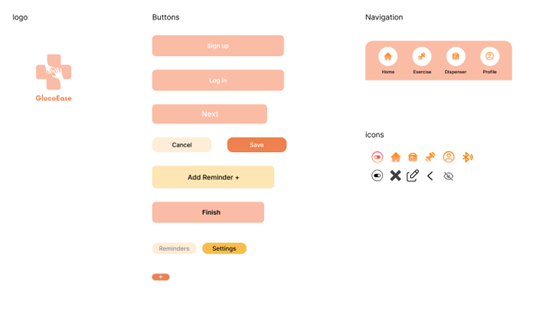 logo
Buttons
Navigation
Sign up
Home
Exercise
Dispenser
Profile
Log in
GlucoEase
Next
icons
Cancel
Save
Add Reminder +
Finish
Reminders
Settings
+